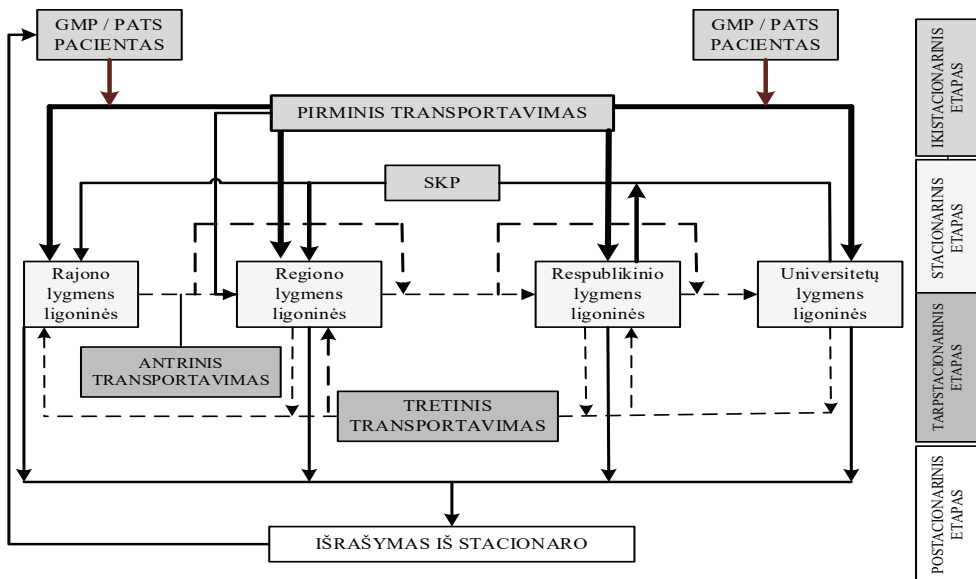 GMP / PATS
PACIENTAS
GMP / PATS
PACIENTAS
PIRMINIS TRANSPORTAVIMAS
SKP
Rajono
lygmens
ligoninės
Regiono
lygmens
ligoninės
Respublikinio
lygmens
ligoninės
Universitetų
lygmens
ligoninės
ANTRINIS
TRANSPORTAVIMAS
TRETINIS
TRANSPORTAVIMAS
IŠRAŠYMAS IŠ STACIONARO
IKISTACIONARINIS
ETAPAS
STACIONARINIS
ETAPAS
TARPSTACIONARINIS
ETAPAS
POSTACIONARINIS
ETAPAS